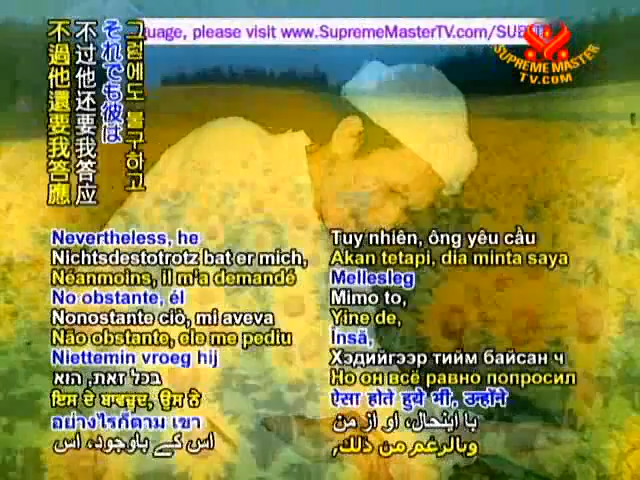 guage, please visit www.SupremeMasterTV.com/SUB
SUPREME MASTER
TV.COM
그럼에도 불구하고
それでも彼は
不过他还要我答应
不過他還要我答應
Nevertheless, he
Nichtsdestotrotz bat er mich,
Néanmoins, il m'a demandé
No obstante, él
Nonostante ciò, mi aveva
Não obstante, ele me pediu
Niettemin vroeg hij
בכל זאת, הוא
ਇਸ ਦੇ ਬਾਵਜੂਦ, ਉਸ ਨੇ
อย่างไรก็ตาม เขา
اس کے باوجود، اس
Tuy nhiên, ông yêu cầu
Akan tetapi, dia minta saya
Mellesleg
Mimo to,
Yine de,
Însă,
Хэдийгээр тийм байсан ч
Но он всё равно попросил
ऐसा होते हुये भी, उन्होंने
با اینحال، او از من
وبالرغم من ذلك,